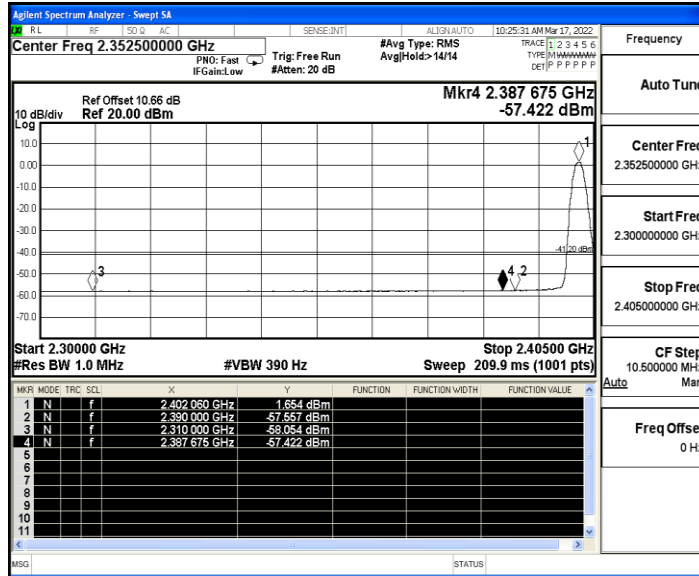 Agilent Spectrum Analyzer - Swept SA
RL RF 50 Ω AC SENSE:INT ALIGN AUTO 10:25:31 AM Mar 17, 2022
Center Freq 2.352500000 GHz
PNO: Fast
IFGain:Low
Trig: Free Run
#Atten: 20 dB
#Avg Type: RMS
Avg|Hold:> 14/14
TRACE 1 2 3 4 5 6
TYPE M
DET P P P P P P
Ref Offset 10.66 dB
10 dB/div Ref 20.00 dBm
Log
Mkr4 2.387 675 GHz
-57.422 dBm
10.0
0.00
-10.0
-20.0
-30.0
-40.0
-50.0
-60.0
-70.0
1
-41.20 dBm
3
4 2
Start 2.30000 GHz Stop 2.40500 GHz
#Res BW 1.0 MHz #VBW 390 Hz Sweep 209.9 ms (1001 pts)
MKR MODE TRC SCL X Y FUNCTION FUNCTION WIDTH FUNCTION VALUE
1 N f 2.402 060 GHz 1.654 dBm
2 N f 2.390 000 GHz -57.557 dBm
3 N f 2.310 000 GHz -58.054 dBm
4 N f 2.387 675 GHz -57.422 dBm
5
6
7
8
9
10
11
MSG STATUS
Frequency
Auto Tune
Center Freq
2.352500000 GHz
Start Freq
2.300000000 GHz
Stop Freq
2.405000000 GHz
CF Step
10.500000 MHz
Auto Man
Freq Offset
0 Hz